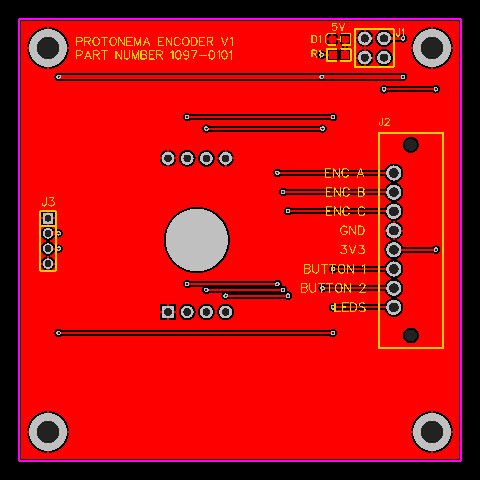 PROTONEMA ENCODER V1
PART NUMBER 1097-0101
5V
D1
J1
R1
J2
ENC A
ENC B
ENC C
GND
3V3
BUTTON 1
BUTTON 2
LEDS
J3